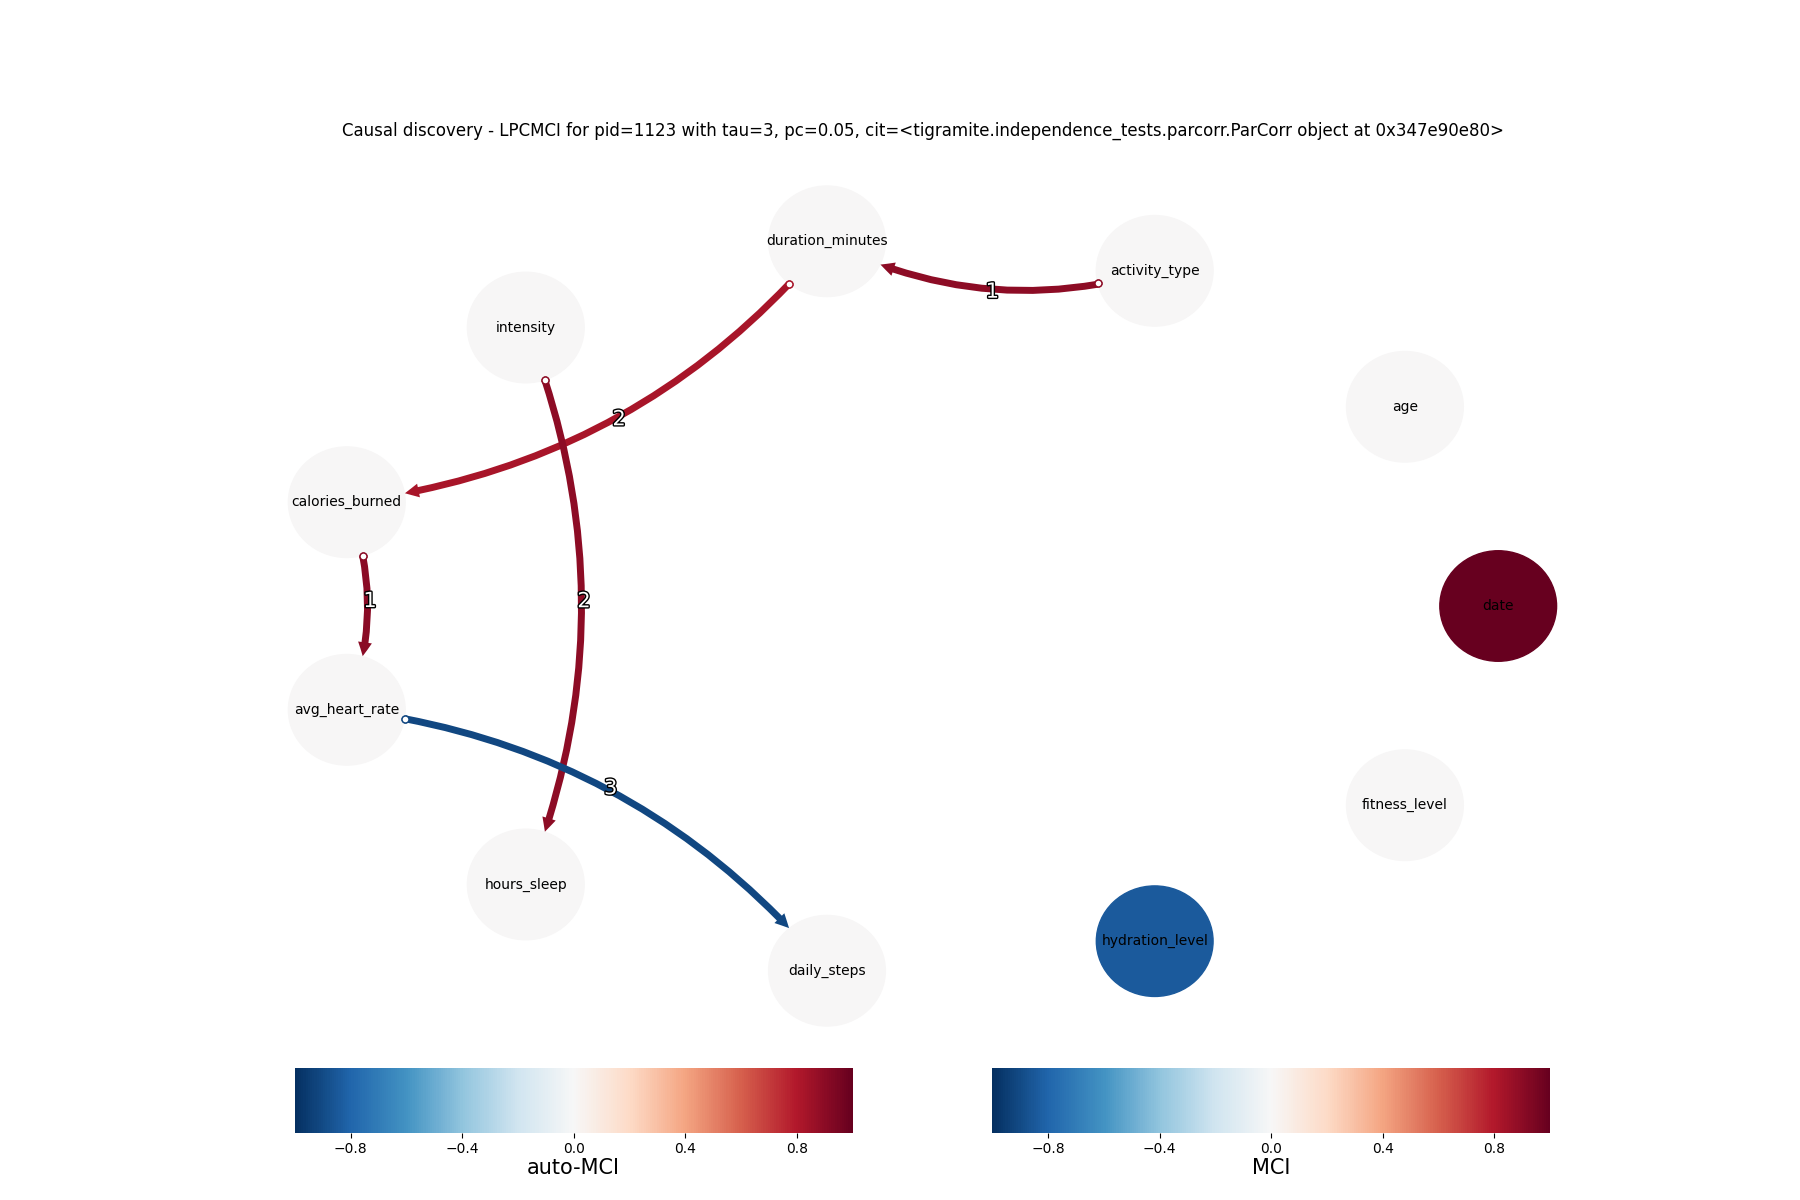 Causal discovery - LPCMCI for pid=1123 with tau=3, pc=0.05, cit=<tigramite.independence_tests.parcorr.ParCorr object at 0x347e90e80>
duration_minutes
activity_type
1
intensity
age
2
calories_burned
1
2
date
avg_heart_rate
3
fitness_level
hours_sleep
hydration_level
daily_steps
−0.8 −0.4 0.0 0.4 0.8
auto-MCI
−0.8 −0.4 0.0 0.4 0.8
MCI